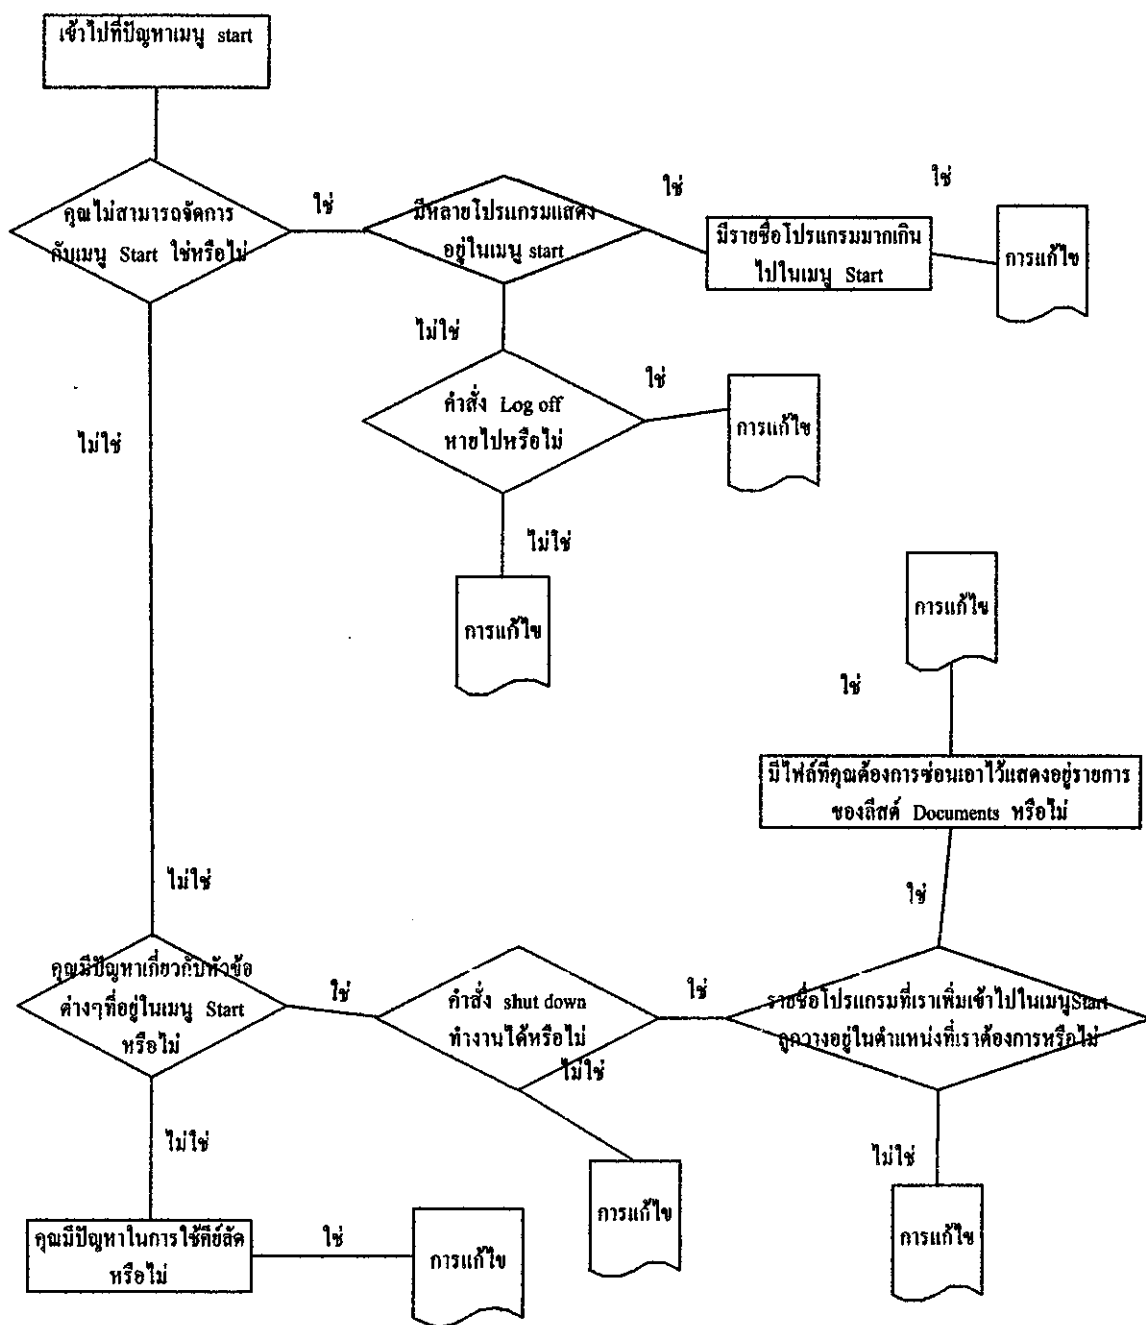 เข้าไปที่ปัญหาเมนู start
คุณไม่สามารถจัดการ
กับเมนู Start ใช่หรือไม่
ใช่
มีหลายโปรแกรมแสดง
อยู่ในเมนู start
ใช่
มีรายชื่อโปรแกรมมากเกิน
ไปในเมนู Start
ใช่
การแก้ไข
ไม่ใช่
คำสั่ง Log off
หายไปหรือไม่
ใช่
การแก้ไข
ไม่ใช่
การแก้ไข
ไม่ใช่
ไม่ใช่
คุณมีปัญหาเกี่ยวกับหัวข้อ
ต่างๆที่อยู่ในเมนู Start
หรือไม่
ใช่
คำสั่ง shut down
ทำงานได้หรือไม่
ใช่
รายชื่อโปรแกรมที่เราเพิ่มเข้าไปในเมนูStart
ถูกวางอยู่ในตำแหน่งที่เราต้องการหรือไม่
ใช่
มีไฟล์ที่คุณต้องการซ่อนเอาไว้แสดงอยู่รายการ
ของลีสต์ Documents หรือไม่
ใช่
การแก้ไข
ไม่ใช่
การแก้ไข
ไม่ใช่
การแก้ไข
ไม่ใช่
คุณมีปัญหาในการใช้คีย์ลัด
หรือไม่
ใช่
การแก้ไข